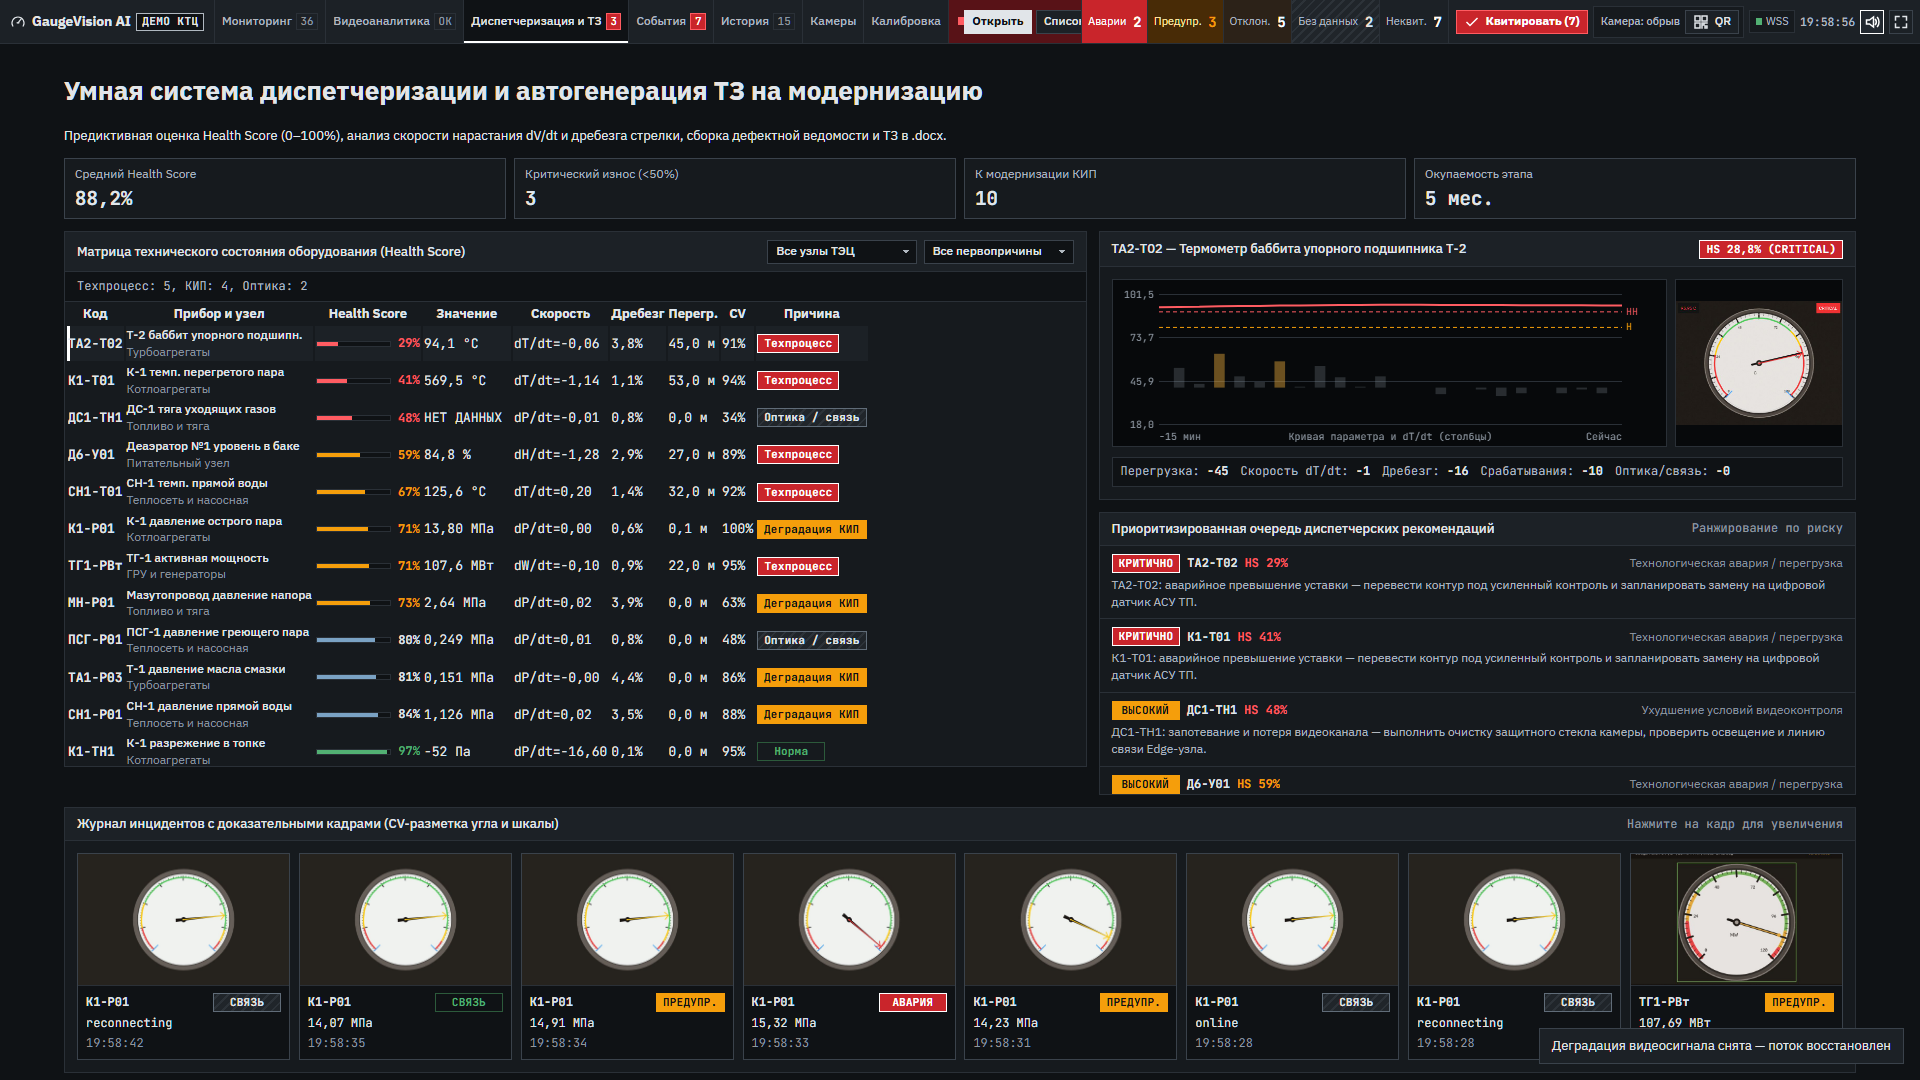 GaugeVision AI ДЕМО КТЦ Мониторинг 36 Видеоаналитика ОК Диспетчеризация и ТЗ 3 События 7 История 15 Камеры Калибровка Открыть Список Аварии 2 Предупр. 3 Отклон. 5 Без данных 2 Неквит. 7 Квитировать (7) Камера: обрыв QR WSS 19:58:56
Умная система диспетчеризации и автогенерация ТЗ на модернизацию
Предиктивная оценка Health Score (0–100%), анализ скорости нарастания dV/dt и дребезга стрелки, сборка дефектной ведомости и ТЗ в .docx.
Средний Health Score
88,2%
Критический износ (<50%)
3
К модернизации КИП
10
Окупаемость этапа
5 мес.
Матрица технического состояния оборудования (Health Score) Все узлы ТЭЦ Все первопричины
Техпроцесс: 5, КИП: 4, Оптика: 2
Код Прибор и узел Health Score Значение Скорость Дребезг Перегр. CV Причина
ТА2-Т02 Т-2 баббит упорного подшипн. 29% 94,1 °C dT/dt=-0,06 3,8% 45,0 м 91% Техпроцесс
Турбоагрегаты
К1-Т01 К-1 темп. перегретого пара 41% 569,5 °C dT/dt=-1,14 1,1% 53,0 м 94% Техпроцесс
Котлоагрегаты
ДС1-ТН1 ДС-1 тяга уходящих газов 48% НЕТ ДАННЫХ dP/dt=-0,01 0,8% 0,0 м 34% Оптика / связь
Топливо и тяга
Д6-У01 Деаэратор №1 уровень в баке 59% 84,8 % dH/dt=-1,28 2,9% 27,0 м 89% Техпроцесс
Питательный узел
СН1-Т01 СН-1 темп. прямой воды 67% 125,6 °C dT/dt=0,20 1,4% 32,0 м 92% Техпроцесс
Теплосеть и насосная
К1-Р01 К-1 давление острого пара 71% 13,80 МПа dP/dt=0,00 0,6% 0,1 м 100% Деградация КИП
Котлоагрегаты
ТГ1-РВт ТГ-1 активная мощность 71% 107,6 МВт dW/dt=-0,10 0,9% 22,0 м 95% Техпроцесс
ГРУ и генераторы
МН-Р01 Мазутопровод давление напора 73% 2,64 МПа dP/dt=0,02 3,9% 0,0 м 63% Деградация КИП
Топливо и тяга
ПСГ-Р01 ПСГ-1 давление греющего пара 80% 0,249 МПа dP/dt=0,01 0,8% 0,0 м 48% Оптика / связь
Теплосеть и насосная
ТА1-Р03 Т-1 давление масла смазки 81% 0,151 МПа dP/dt=-0,00 4,4% 0,0 м 86% Деградация КИП
Турбоагрегаты
СН1-Р01 СН-1 давление прямой воды 84% 1,126 МПа dP/dt=0,02 3,5% 0,0 м 88% Деградация КИП
Теплосеть и насосная
К1-ТН1 К-1 разрежение в топке 97% -52 Па dP/dt=-16,60 0,1% 0,0 м 95% Норма
Котлоагрегаты
ТА2-Т02 — Термометр баббита упорного подшипника Т-2 HS 28,8% (CRITICAL)
101,5
HH
H
73,7
45,9
18,0
-15 мин Кривая параметра и dT/dt (столбцы) Сейчас
Перегрузка: -45 Скорость dT/dt: -1 Дребезг: -16 Срабатывания: -10 Оптика/связь: -0
Приоритизированная очередь диспетчерских рекомендаций Ранжирование по риску
КРИТИЧНО ТА2-Т02 HS 29% Технологическая авария / перегрузка
ТА2-Т02: аварийное превышение уставки — перевести контур под усиленный контроль и запланировать замену на цифровой
датчик АСУ ТП.
КРИТИЧНО К1-Т01 HS 41% Технологическая авария / перегрузка
К1-Т01: аварийное превышение уставки — перевести контур под усиленный контроль и запланировать замену на цифровой
датчик АСУ ТП.
ВЫСОКИЙ ДС1-ТН1 HS 48% Ухудшение условий видеоконтроля
ДС1-ТН1: запотевание и потеря видеоканала — выполнить очистку защитного стекла камеры, проверить освещение и линию
связи Edge-узла.
ВЫСОКИЙ Д6-У01 HS 59% Технологическая авария / перегрузка
Журнал инцидентов с доказательными кадрами (CV-разметка угла и шкалы) Нажмите на кадр для увеличения
К1-Р01 СВЯЗЬ
reconnecting
19:58:42
К1-Р01 СВЯЗЬ
14,07 МПа
19:58:35
К1-Р01 ПРЕДУПР.
14,91 МПа
19:58:34
К1-Р01 АВАРИЯ
15,32 МПа
19:58:33
К1-Р01 ПРЕДУПР.
14,23 МПа
19:58:31
К1-Р01 СВЯЗЬ
online
19:58:28
К1-Р01 СВЯЗЬ
reconnecting
19:58:28
ТГ1-РВт ПРЕДУПР.
107,69 МВт
Деградация видеосигнала снята — поток восстановлен